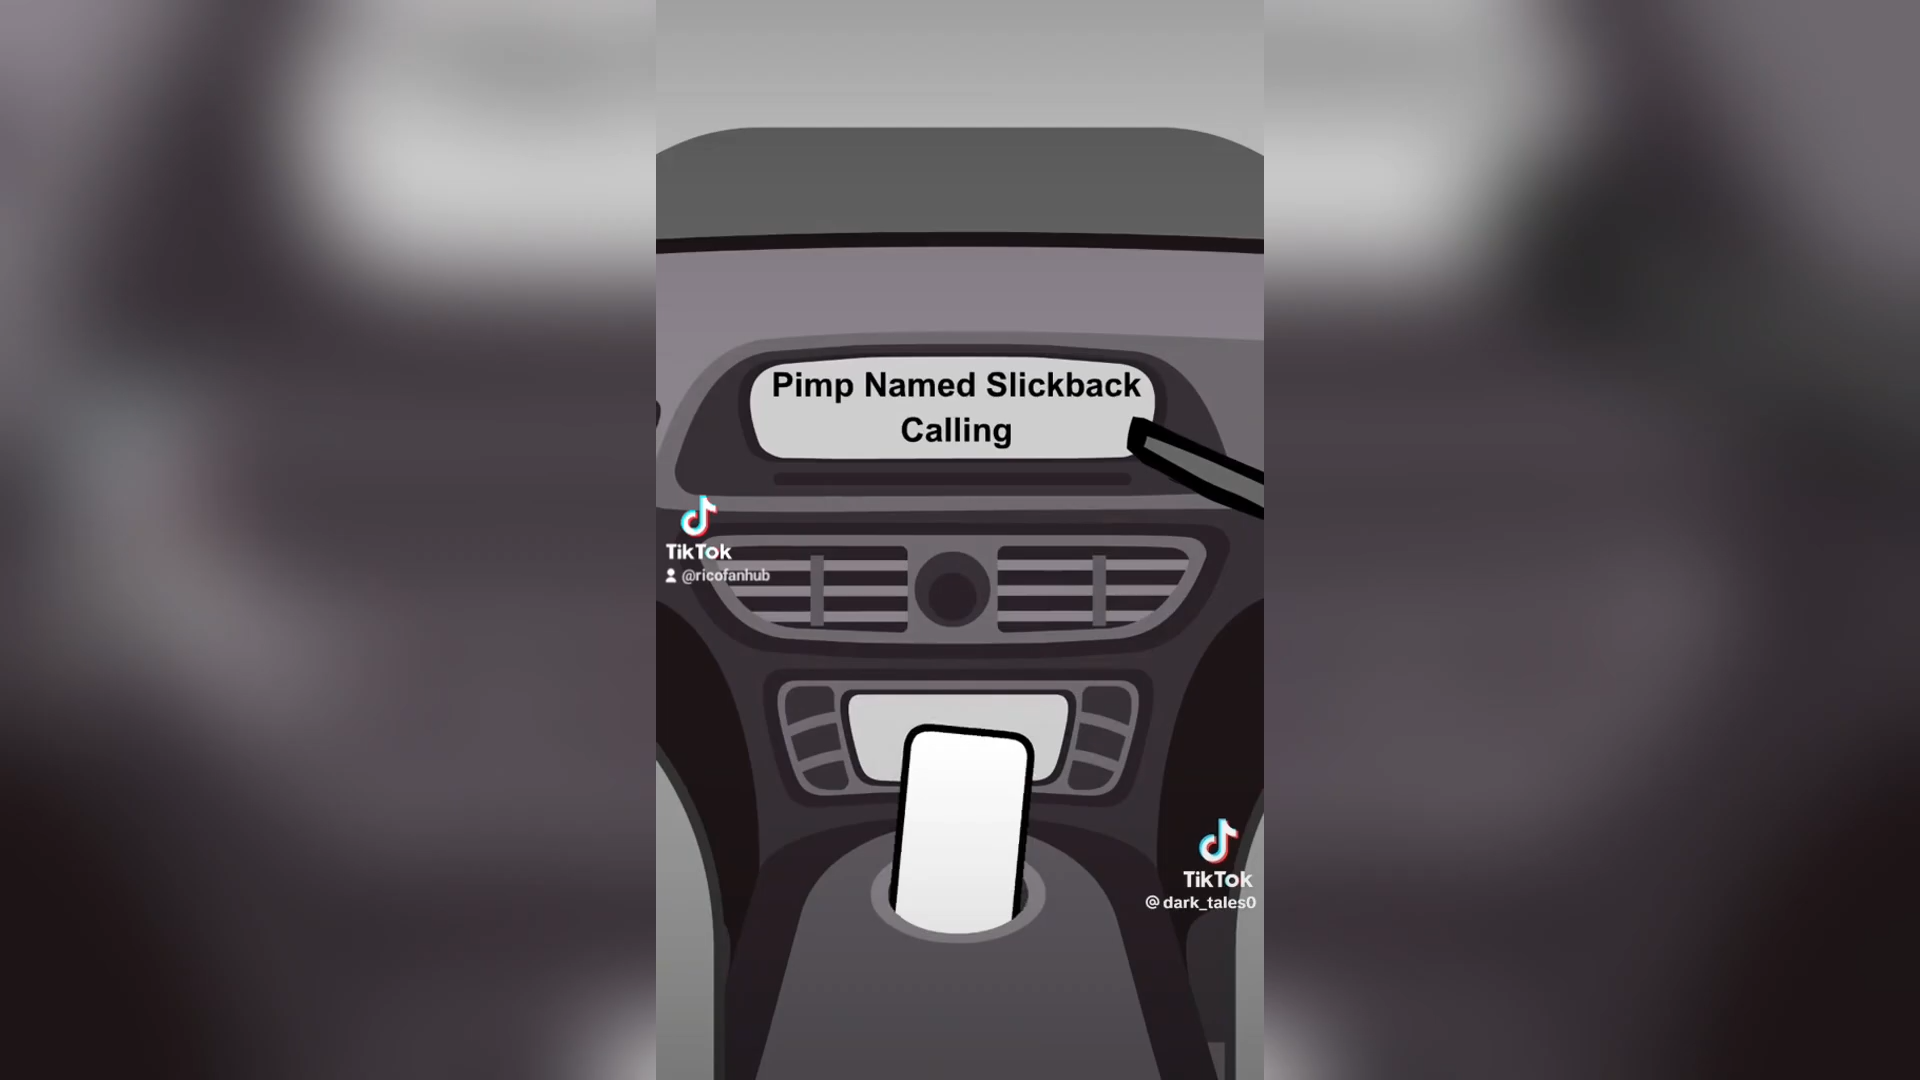 Pimp Named Slickback
Calling
TikTok
@ricofanhub
TikTok
@dark_tales0